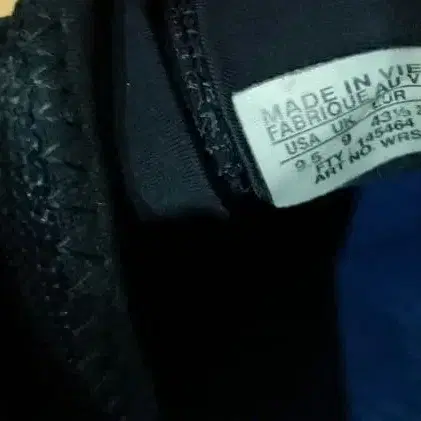 MADE IN VIE
FABRIQUE AU V
USA UK EUR
9.5 9 43⅓
FTY 145464
ART NO. WRS